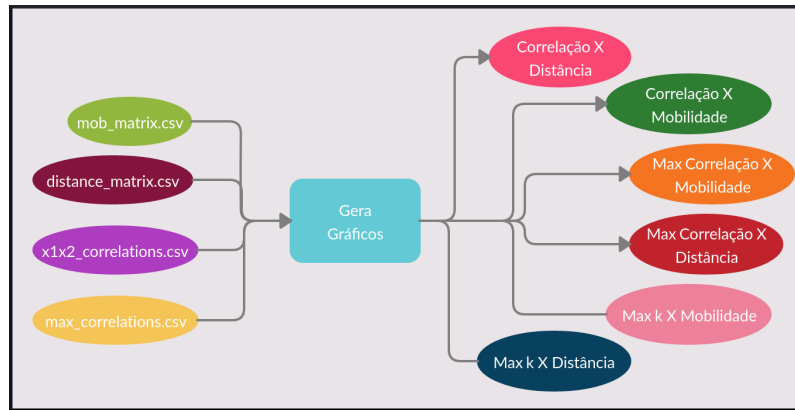 mob_matrix.csv
distance_matrix.csv
x1x2_correlations.csv
max_correlations.csv
Gera
Gráficos
Correlação X
Distância
Correlação X
Mobilidade
Max Correlação X
Mobilidade
Max Correlação X
Distância
Max k X Mobilidade
Max k X Distância